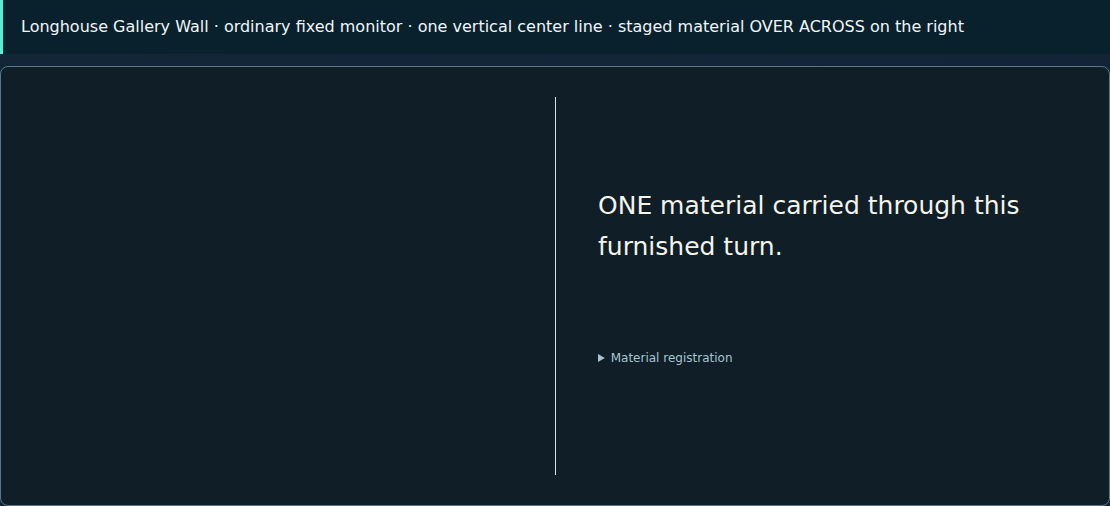 Longhouse Gallery Wall · ordinary fixed monitor · one vertical center line · staged material OVER ACROSS on the right
ONE material carried through this
furnished turn.
Material registration